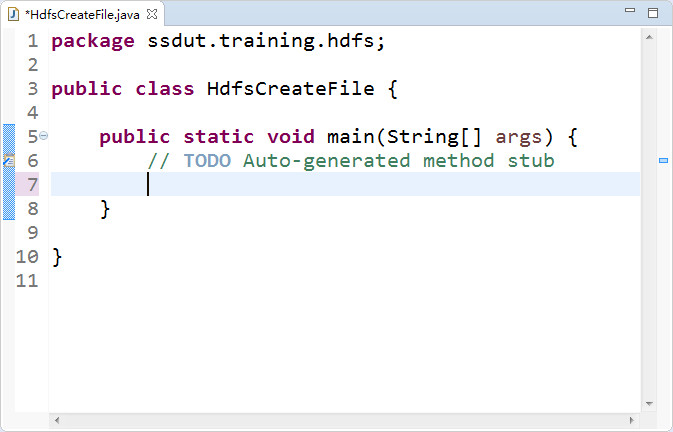 *HdfsCreateFile.java
1 package ssdut.training.hdfs;
2
3 public class HdfsCreateFile {
4
5 public static void main(String[] args) {
6 // TODO Auto-generated method stub
7
8 }
9
10 }
11